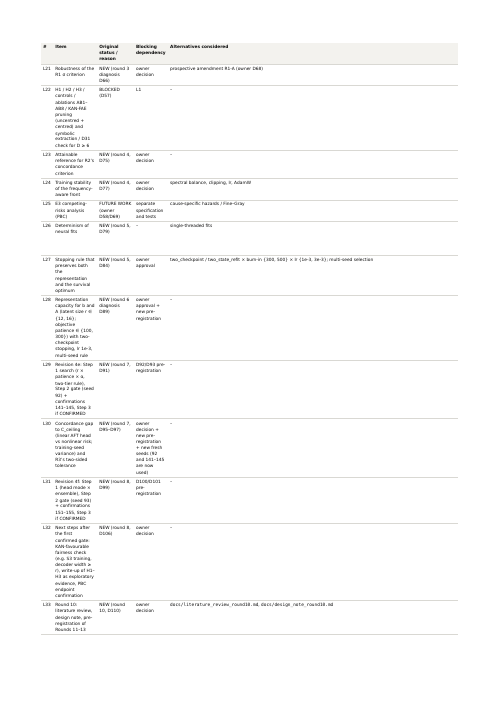 # Item Original status / reason Blocking dependency Alternatives considered
L21 Robustness of the R1 σ criterion NEW (round 3 diagnosis D66) owner decision prospective amendment R1-A (owner D68)
L22 H1 / H2 / H3 / controls / ablations AB1–AB8 / KAN-FAE pruning (uncentred + centred) and symbolic extraction / D31 check for D ≥ 6 BLOCKED (D57) L1 –
L23 Attainable reference for R2's concordance criterion NEW (round 4, D75) owner decision –
L24 Training stability of the frequency-aware front NEW (round 4, D77) owner decision spectral balance, clipping, lr, AdamW
L25 E3 competing-risks analysis (PBC) FUTURE WORK (owner D58/D69) separate specification and tests cause-specific hazards / Fine-Gray
L26 Determinism of neural fits NEW (round 5, D79) – single-threaded fits
L27 Stopping rule that preserves both the representation and the survival optimum NEW (round 5, D84) owner approval two_checkpoint / two_state_refit × burn-in {300, 500} × lr {1e-3, 3e-3}; multi-seed selection
L28 Representation capacity for b and A (latent size r ∈ {12, 16}; objective patience ∈ {100, 300}) with two-checkpoint stopping, lr 1e-3, multi-seed rule NEW (round 6 diagnosis D89) owner approval + new pre-registration –
L29 Revision 4e: Step 1 search (r × patience × α, two-tier rule), Step 2 gate (seed 92) + confirmations 141–145, Step 3 if CONFIRMED NEW (round 7, D91) D92/D93 pre-registration –
L30 Concordance gap to C_ceiling (linear AFT head vs nonlinear risk; training-seed variance) and R3's two-sided tolerance NEW (round 7, D95–D97) owner decision + new pre-registration + new fresh seeds (92 and 141–145 are now used) –
L31 Revision 4f: Step 1 (head mode × ensemble), Step 2 gate (seed 93) + confirmations 151–155, Step 3 if CONFIRMED NEW (round 8, D99) D100/D101 pre-registration –
L32 Next steps after the first confirmed gate: KAN-favourable fairness check (e.g. S3 training, decoder width ≥ r), write-up of H1–H3 as exploratory evidence, PBC endpoint confirmation NEW (round 8, D106) owner decision –
L33 Round 10: literature review, design note, pre-registration of Rounds 11–13 NEW (round 10, D110) owner decision docs/literature_review_round10.md, docs/design_note_round10.md